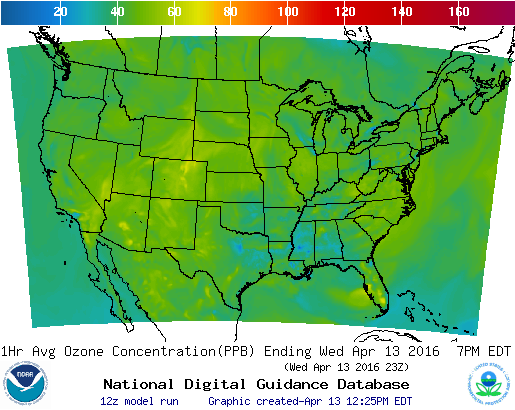 20 40 60 80 100 120 140 160
1Hr Avg Ozone Concentration(PPB) Ending Wed Apr 13 2016 7PM EDT
(Wed Apr 13 2016 23Z)
NOAA
National Digital Guidance Database
12z model run Graphic created-Apr 13 12:25PM EDT